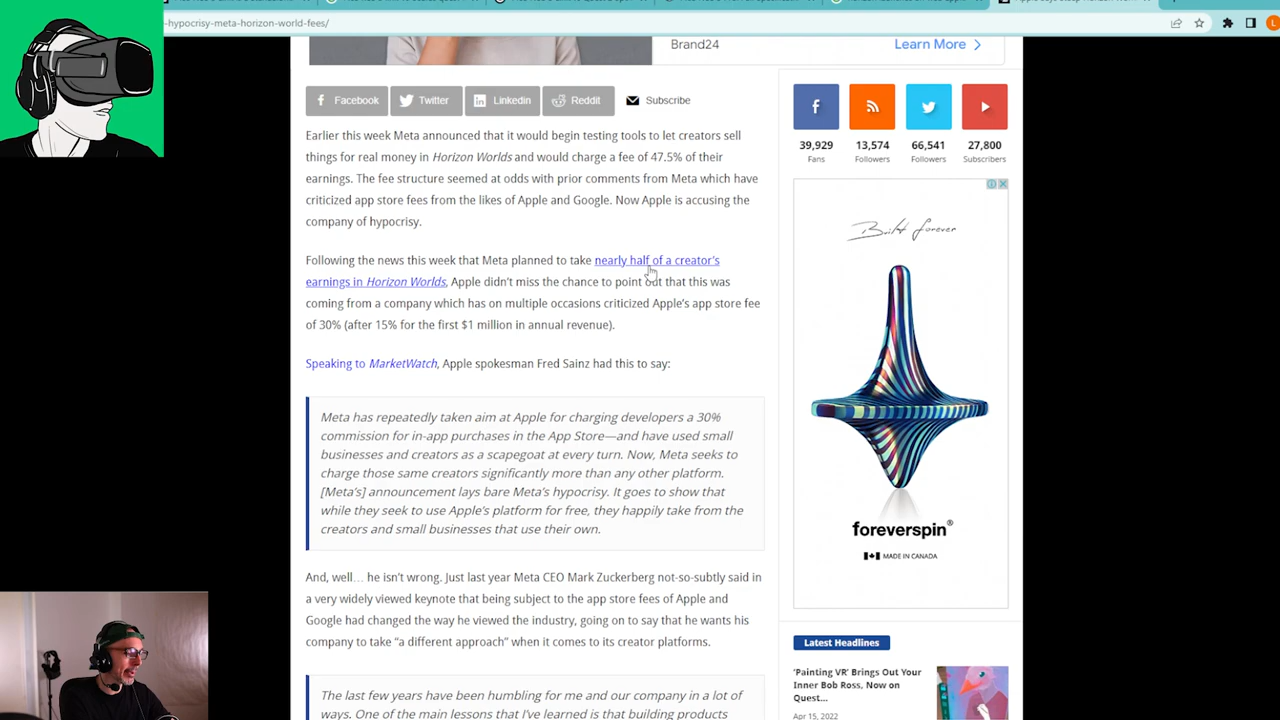 -hypocrisy-meta-horizon-world-fees/
Brand24
Learn More
Facebook
Twitter
Linkedin
Reddit
Subscribe
Earlier this week Meta announced that it would begin testing tools to let creators sell
things for real money in Horizon Worlds and would charge a fee of 47.5% of their
earnings. The fee structure seemed at odds with prior comments from Meta which have
criticized app store fees from the likes of Apple and Google. Now Apple is accusing the
company of hypocrisy.
Following the news this week that Meta planned to take nearly half of a creator's
earnings in Horizon Worlds, Apple didn't miss the chance to point out that this was
coming from a company which has on multiple occasions criticized Apple's app store fee
of 30% (after 15% for the first $1 million in annual revenue).
Speaking to MarketWatch, Apple spokesman Fred Sainz had this to say:
Meta has repeatedly taken aim at Apple for charging developers a 30%
commission for in-app purchases in the App Store—and have used small
businesses and creators as a scapegoat at every turn. Now, Meta seeks to
charge those same creators significantly more than any other platform.
[Meta's] announcement lays bare Meta's hypocrisy. It goes to show that
while they seek to use Apple's platform for free, they happily take from the
creators and small businesses that use their own.
And, well… he isn't wrong. Just last year Meta CEO Mark Zuckerberg not-so-subtly said in
a very widely viewed keynote that being subject to the app store fees of Apple and
Google had changed the way he viewed the industry, going on to say that he wants his
company to take "a different approach" when it comes to its creator platforms.
The last few years have been humbling for me and our company in a lot of
ways. One of the main lessons that I've learned is that building products
39,929
13,574
66,541
27,800
Fans
Followers
Followers
Subscribers
Built forever
foreverspin®
MADE IN CANADA
Latest Headlines
'Painting VR' Brings Out Your
Inner Bob Ross, Now on
Quest…
Apr 15, 2022